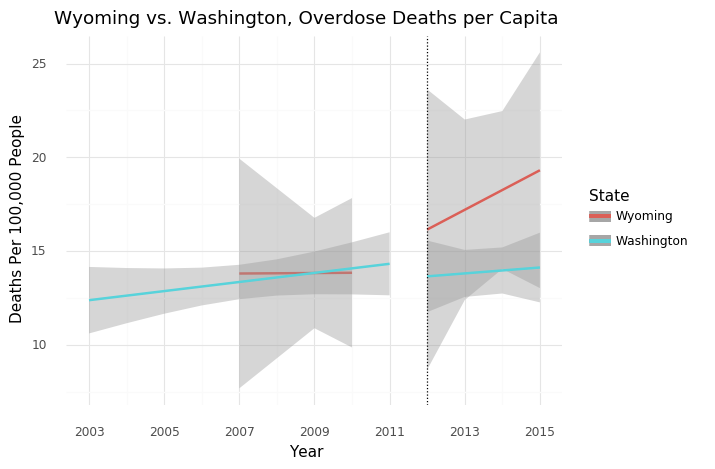 Wyoming vs. Washington, Overdose Deaths per Capita
Deaths Per 100,000 People
25
20
15
10
2003 2005 2007 2009 2011 2013 2015
Year
State
Wyoming
Washington